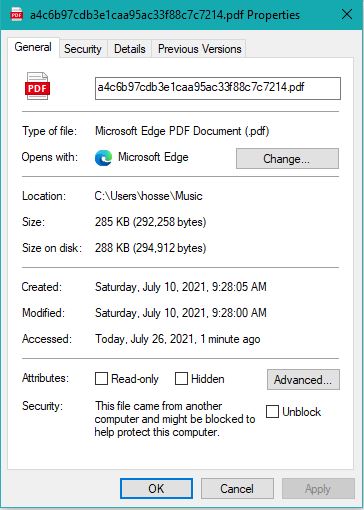 a4c6b97cdb3e1caa95ac33f88c7c7214.pdf Properties
General Security Details Previous Versions
PDF a4c6b97cdb3e1caa95ac33f88c7c7214.pdf
Type of file: Microsoft Edge PDF Document (.pdf)
Opens with: Microsoft Edge Change...
Location: C:\Users\hosse\Music
Size: 285 KB (292,258 bytes)
Size on disk: 288 KB (294,912 bytes)
Created: Saturday, July 10, 2021, 9:28:05 AM
Modified: Saturday, July 10, 2021, 9:28:00 AM
Accessed: Today, July 26, 2021, 1 minute ago
Attributes: Read-only Hidden Advanced...
Security: This file came from another
computer and might be blocked to
help protect this computer.
Unblock
OK Cancel Apply